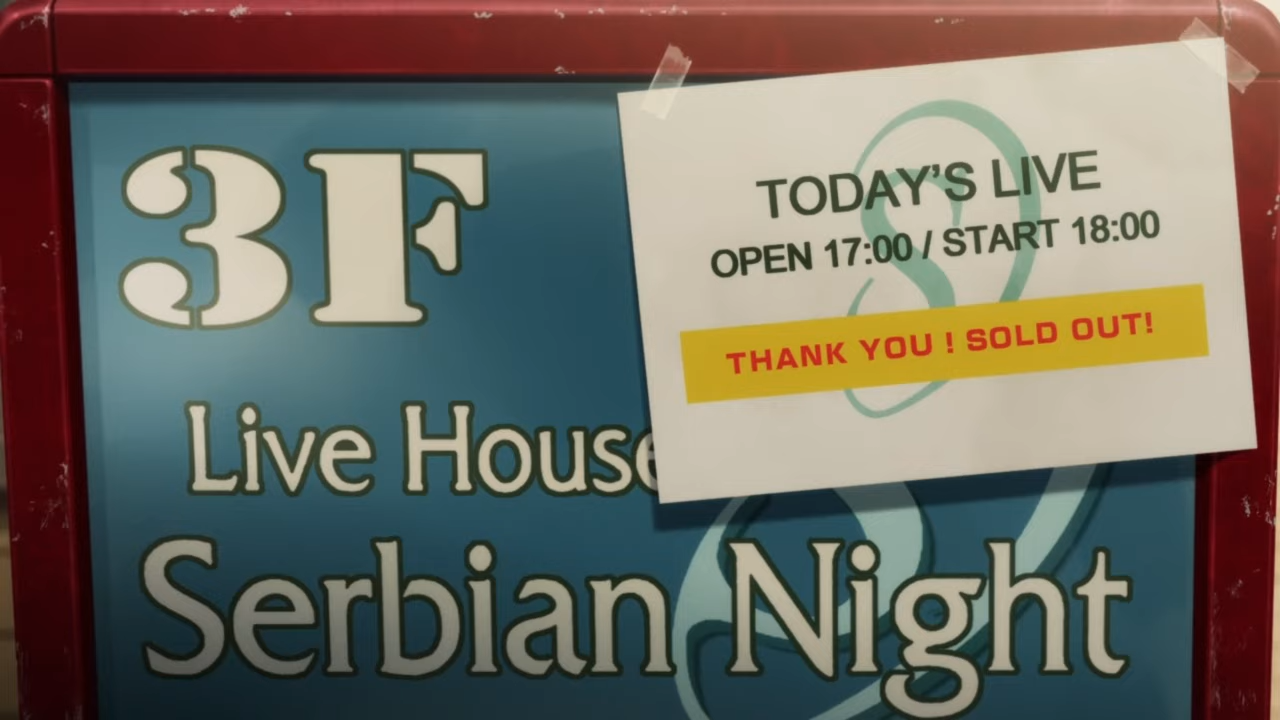 3F
Live House
Serbian Night
TODAY'S LIVE
OPEN 17:00 / START 18:00
THANK YOU ! SOLD OUT!